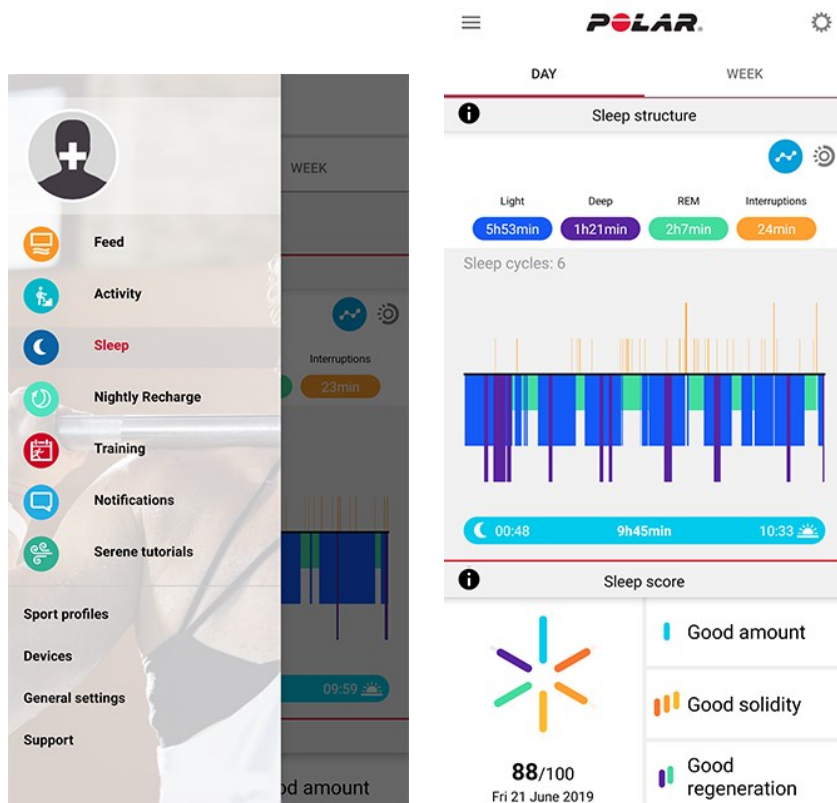 WEEK
Feed
Activity
Sleep
Interruptions
Nightly Recharge
23min
Training
Notifications
Serene tutorials
Sport profiles
Devices
General settings
09:59
Support
od amount
POLAR
DAY WEEK
Sleep structure
Light Deep REM Interruptions
5h53min 1h21min 2h7min 24min
Sleep cycles: 6
00:48 9h45min 10:33
Sleep score
Good amount
Good solidity
88/100
Fri 21 June 2019
Good
regeneration